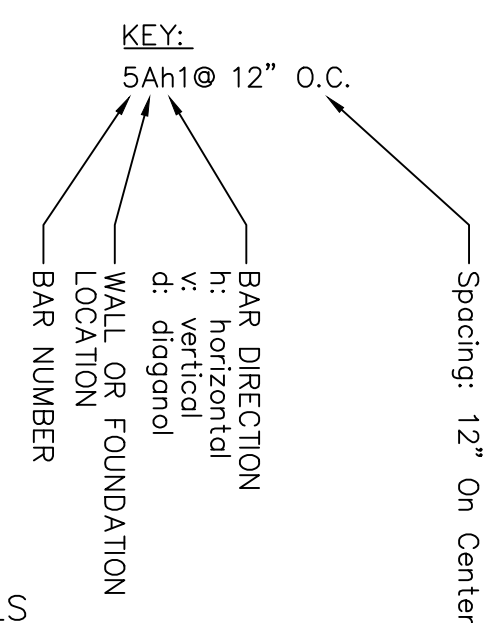 KEY:
5Ah1@ 12” O.C.
BAR NUMBER
WALL OR FOUNDATION
LOCATION
BAR DIRECTION
h: horizontal
v: vertical
d: diaganol
Spacing: 12” On Center